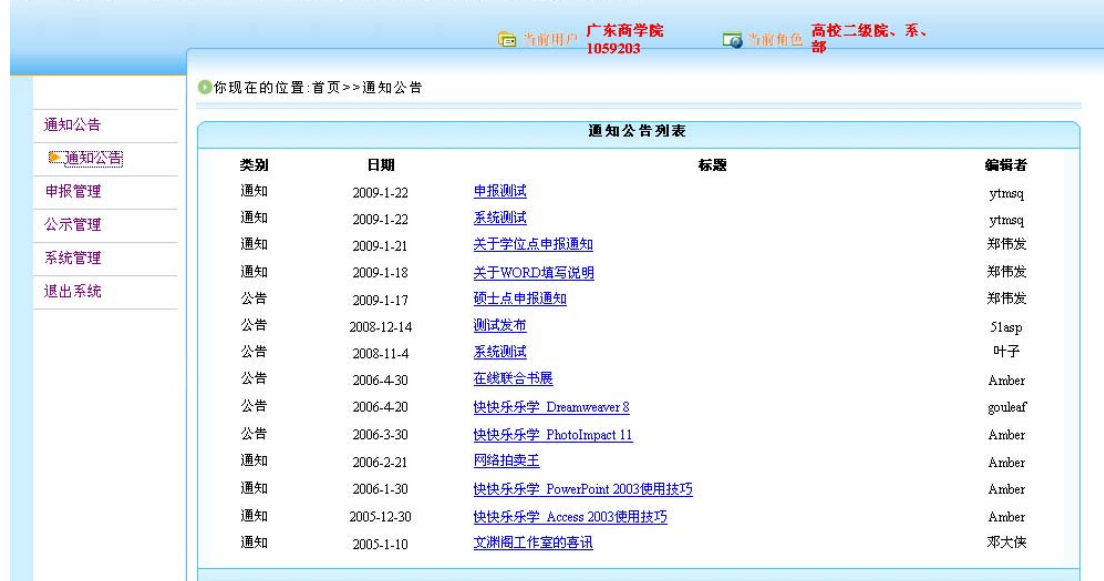 当前用户 广东商学院
1059203
当前角色 高校二级院、系、
部
你现在的位置:首页>>通知公告
通知公告
通知公告
申报管理
公示管理
系统管理
退出系统
通知公告列表
类别 日期 标题 编辑者
通知 2009-1-22 申报测试 ytmsq
通知 2009-1-22 系统测试 ytmsq
通知 2009-1-21 关于学位点申报通知 郑伟发
通知 2009-1-18 关于WORD填写说明 郑伟发
公告 2009-1-17 硕士点申报通知 郑伟发
公告 2008-12-14 测试发布 51asp
公告 2008-11-4 系统测试 叶子
公告 2006-4-30 在线联合书展 Amber
公告 2006-4-20 快快乐乐学 Dreamweaver 8 gouleaf
公告 2006-3-30 快快乐乐学 PhotoImpact 11 Amber
通知 2006-2-21 网络拍卖王 Amber
通知 2006-1-30 快快乐乐学 PowerPoint 2003使用技巧 Amber
通知 2005-12-30 快快乐乐学 Access 2003使用技巧 Amber
通知 2005-1-10 文渊阁工作室的喜讯 邓大侠